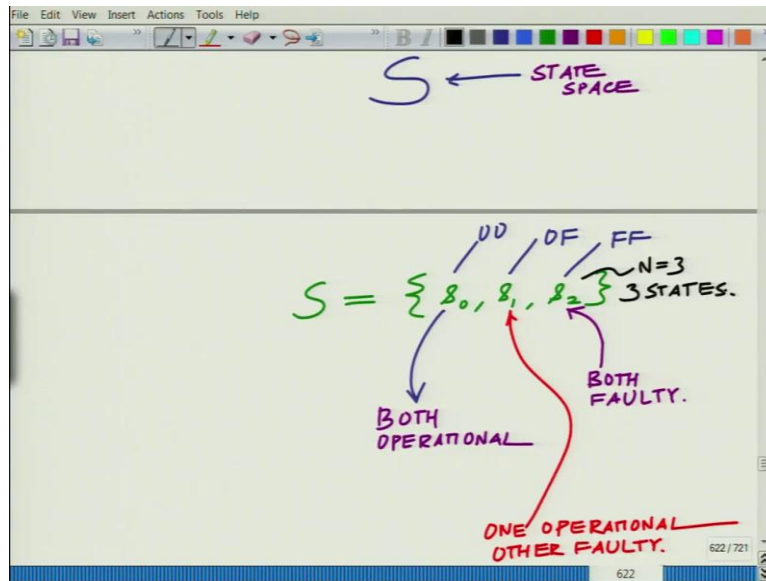 File Edit View Insert Actions Tools Help
S ← STATE
SPACE
OO OF FF
N=3
S = { s₀, s₁, s₂ } 3 STATES.
BOTH
FAULTY.
BOTH
OPERATIONAL
ONE OPERATIONAL
OTHER FAULTY.
622 / 721
622